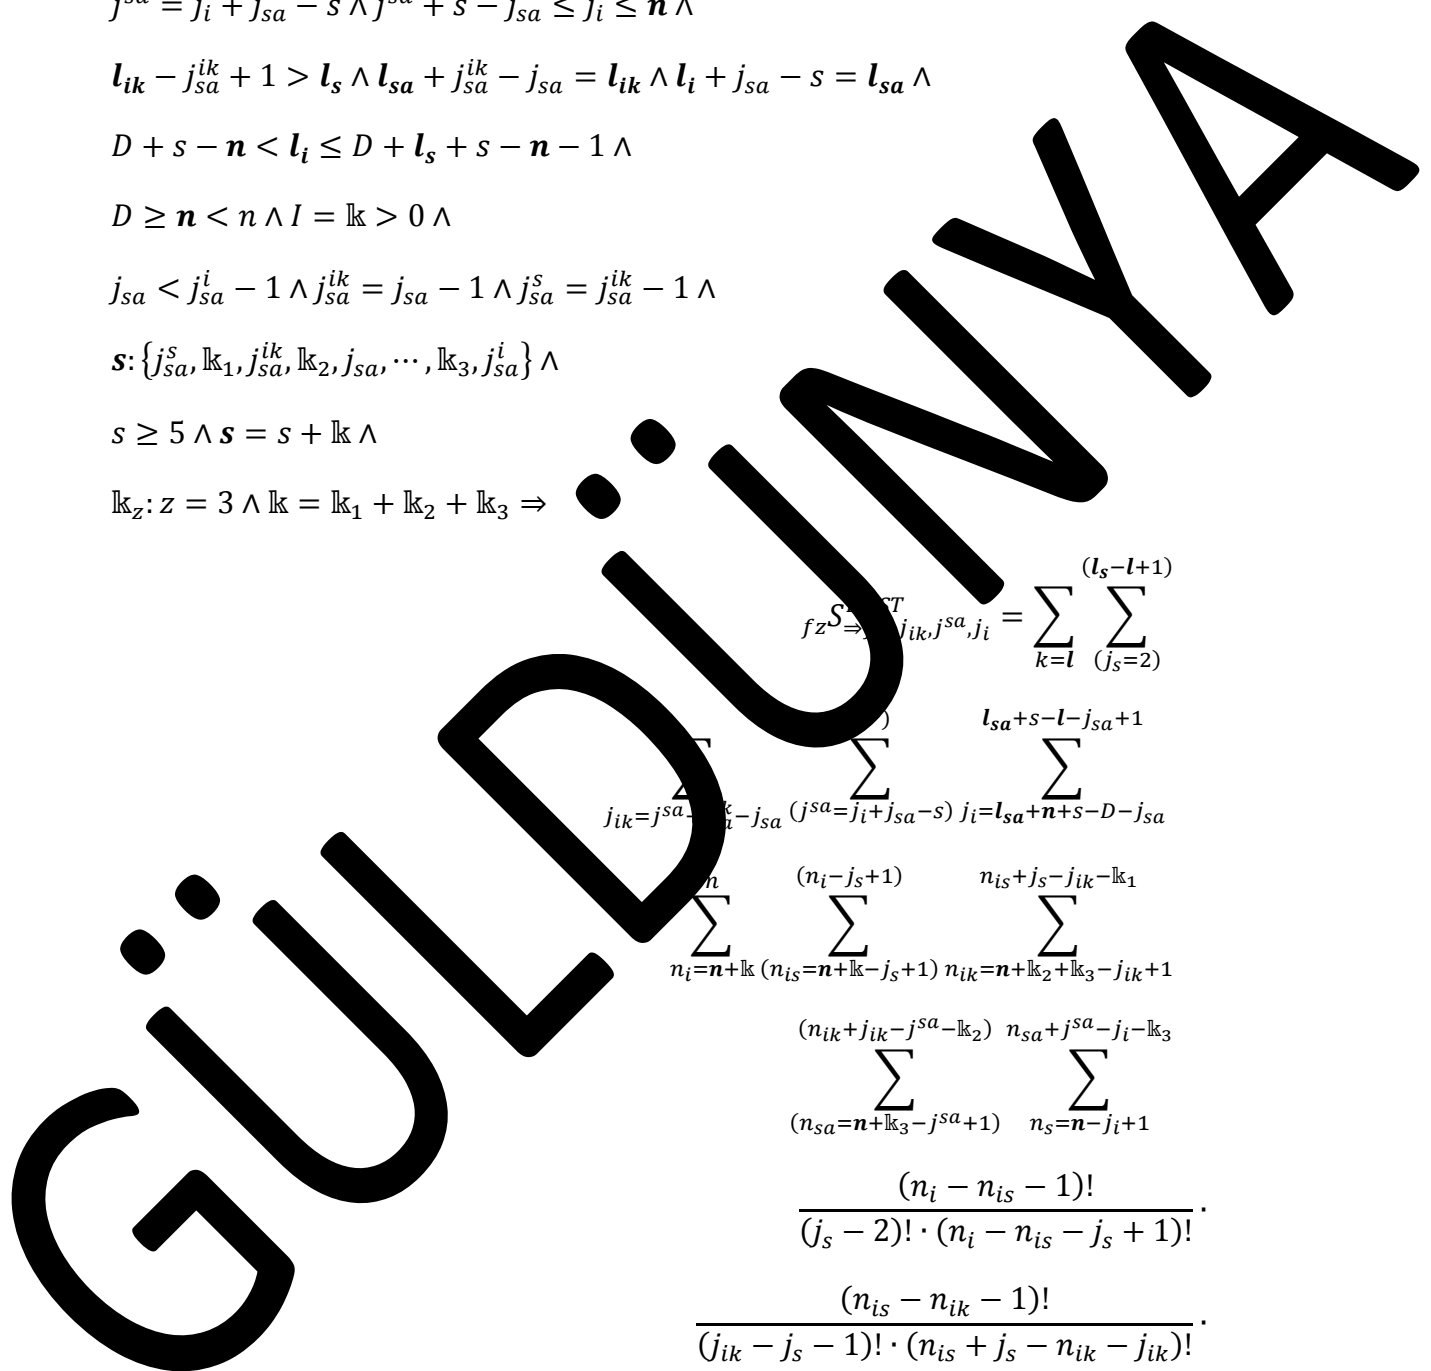 j^{sa} = j_i + j_{sa} − s ∧ j^{sa} + s − j_{sa} ≤ j_i ≤ n ∧
l_{ik} − j_{sa}^{ik} + 1 > l_s ∧ l_{sa} + j_{sa}^{ik} − j_{sa} = l_{ik} ∧ l_i + j_{sa} − s = l_{sa} ∧
D + s − n < l_i ≤ D + l_s + s − n − 1 ∧
D ≥ n < n ∧ I = 𝕜 > 0 ∧
j_{sa} < j_{sa}^i − 1 ∧ j_{sa}^{ik} = j_{sa} − 1 ∧ j_{sa}^s = j_{sa}^{ik} − 1 ∧
s: {j_{sa}^s, 𝕜_1, j_{sa}^{ik}, 𝕜_2, j_{sa}, ⋯ , 𝕜_3, j_{sa}^i} ∧
s ≥ 5 ∧ s = s + 𝕜 ∧
𝕜_z: z = 3 ∧ 𝕜 = 𝕜_1 + 𝕜_2 + 𝕜_3 ⇒
(l_s−l+1)
fz S ⇒ j_{ik}, j^{sa}, j_i = ∑ ∑
k=l (j_s=2)
l_{sa}+s−l−j_{sa}+1
∑ ∑ ∑
j_{ik}=j^{sa} −j_{sa} (j^{sa}=j_i+j_{sa}−s) j_i=l_{sa}+n+s−D−j_{sa}
n (n_i−j_s+1) n_{is}+j_s−j_{ik}−𝕜_1
∑ ∑ ∑
n_i=n+𝕜 (n_{is}=n+𝕜−j_s+1) n_{ik}=n+𝕜_2+𝕜_3−j_{ik}+1
(n_{ik}+j_{ik}−j^{sa}−𝕜_2) n_{sa}+j^{sa}−j_i−𝕜_3
∑ ∑
(n_{sa}=n+𝕜_3−j^{sa}+1) n_s=n−j_i+1
(n_i − n_{is} − 1)!
(j_s − 2)! · (n_i − n_{is} − j_s + 1)! ·
(n_{is} − n_{ik} − 1)!
(j_{ik} − j_s − 1)! · (n_{is} + j_s − n_{ik} − j_{ik})! ·
GÜLDÜNYA